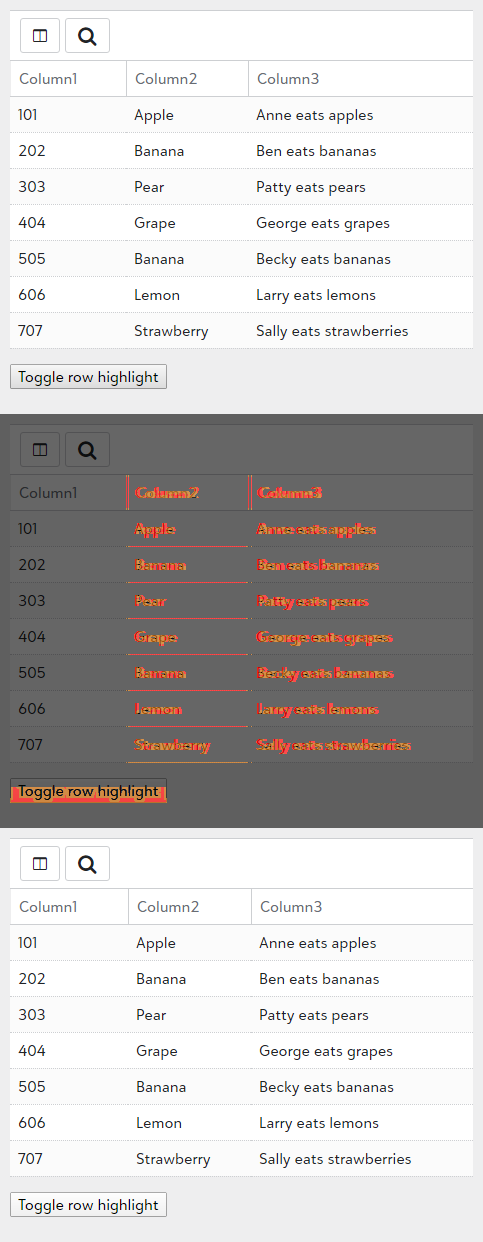 Column1 Column2 Column3
101 Apple Anne eats apples
202 Banana Ben eats bananas
303 Pear Patty eats pears
404 Grape George eats grapes
505 Banana Becky eats bananas
606 Lemon Larry eats lemons
707 Strawberry Sally eats strawberries
Toggle row highlight
Column1 Column2 Column3
101 Apple Anne eats apples
202 Banana Ben eats bananas
303 Pear Patty eats pears
404 Grape George eats grapes
505 Banana Becky eats bananas
606 Lemon Larry eats lemons
707 Strawberry Sally eats strawberries
Toggle row highlight
Column1 Column2 Column3
101 Apple Anne eats apples
202 Banana Ben eats bananas
303 Pear Patty eats pears
404 Grape George eats grapes
505 Banana Becky eats bananas
606 Lemon Larry eats lemons
707 Strawberry Sally eats strawberries
Toggle row highlight